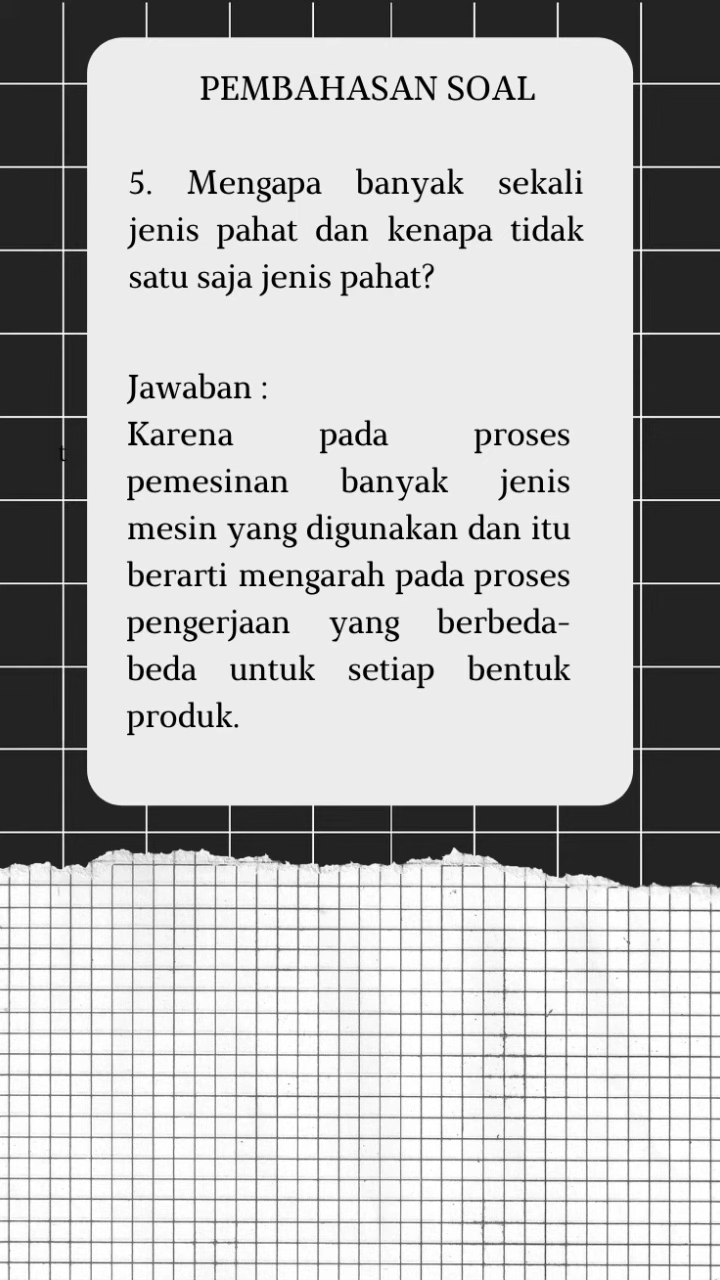 PEMBAHASAN SOAL
5. Mengapa banyak sekali
jenis pahat dan kenapa tidak
satu saja jenis pahat?
Jawaban :
Karena pada proses
pemesinan banyak jenis
mesin yang digunakan dan itu
berarti mengarah pada proses
pengerjaan yang berbeda-
beda untuk setiap bentuk
produk.
t